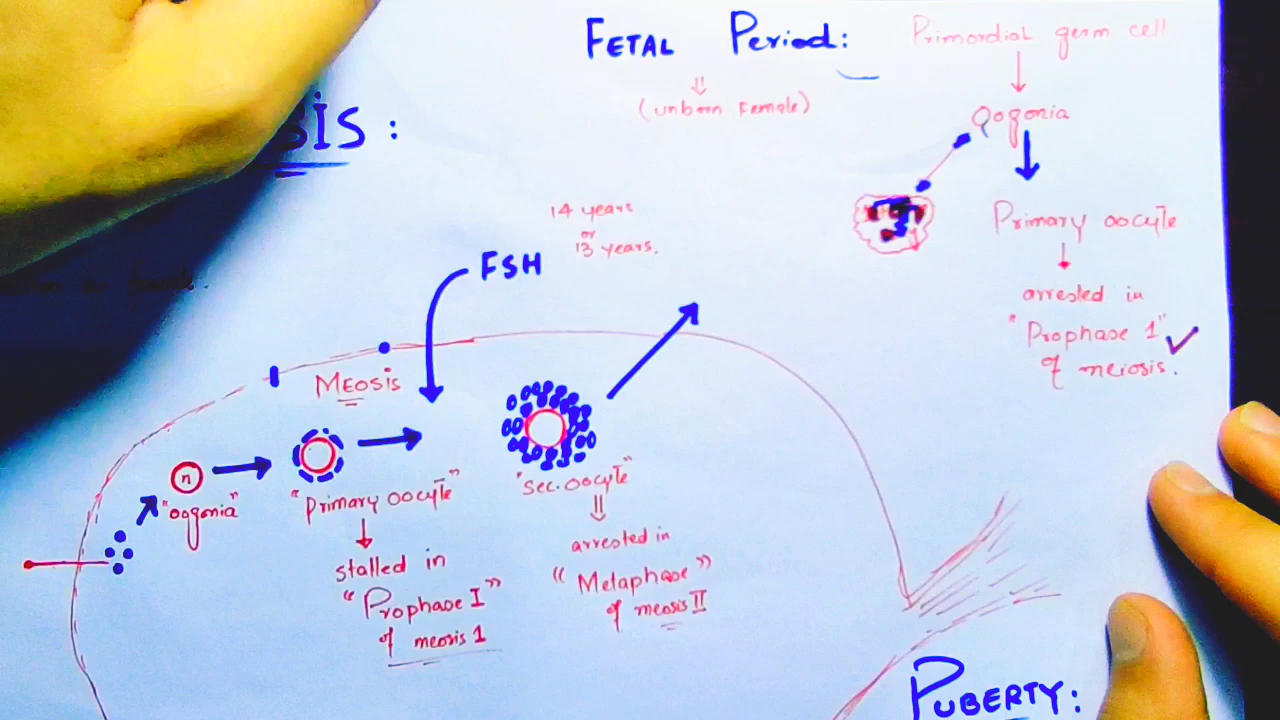 FETAL Period:
(unborn Female)
Primordial germ cell
Oogonia
Primary oocyte
arrested in
"Prophase 1"
of meiosis.
SIS:
14 years
or
13 years.
FSH
MEOSiS
n
"oogonia"
"Primary oocyte"
stalled in
"Prophase I"
of meosis 1
"Sec.oocyte"
arrested in
"Metaphase"
of meosis II
PUBERTY: